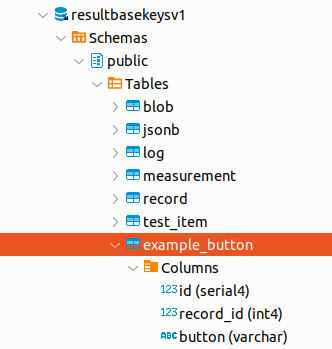 resultbasekeysv1
Schemas
public
Tables
blob
jsonb
log
measurement
record
test_item
example_button
Columns
123 id (serial4)
123 record_id (int4)
ABC button (varchar)